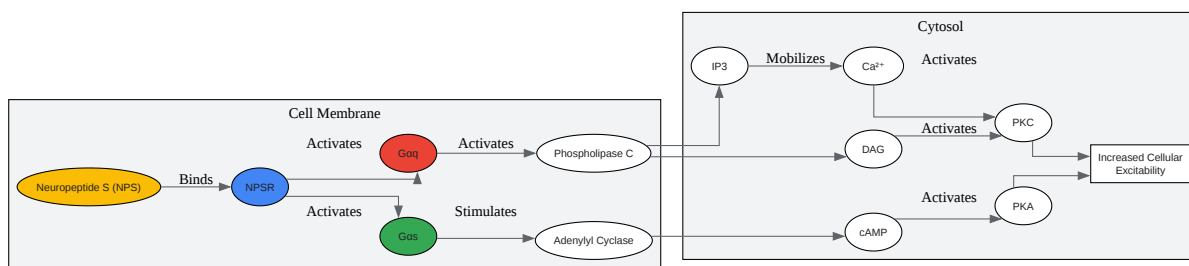 Cytosol
IP3
Mobilizes
Ca²⁺
Activates
Cell Membrane
Activates
Gαq
Activates
Phospholipase C
DAG
Activates
PKC
Increased Cellular
Excitability
Neuropeptide S (NPS)
Binds
NPSR
Activates
Gαs
Stimulates
Adenylyl Cyclase
cAMP
Activates
PKA